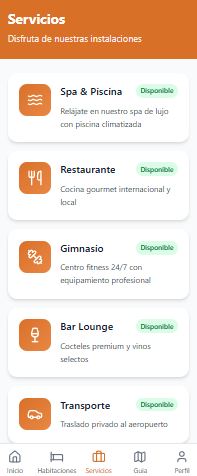 Servicios
Disfruta de nuestras instalaciones
Spa & Piscina
Disponible
Relájate en nuestro spa de lujo
con piscina climatizada
Restaurante
Disponible
Cocina gourmet internacional y
local
Gimnasio
Disponible
Centro fitness 24/7 con
equipamiento profesional
Bar Lounge
Disponible
Cocteles premium y vinos
selectos
Transporte
Disponible
Traslado privado al aeropuerto
Inicio
Habitaciones
Servicios
Guía
Perfil